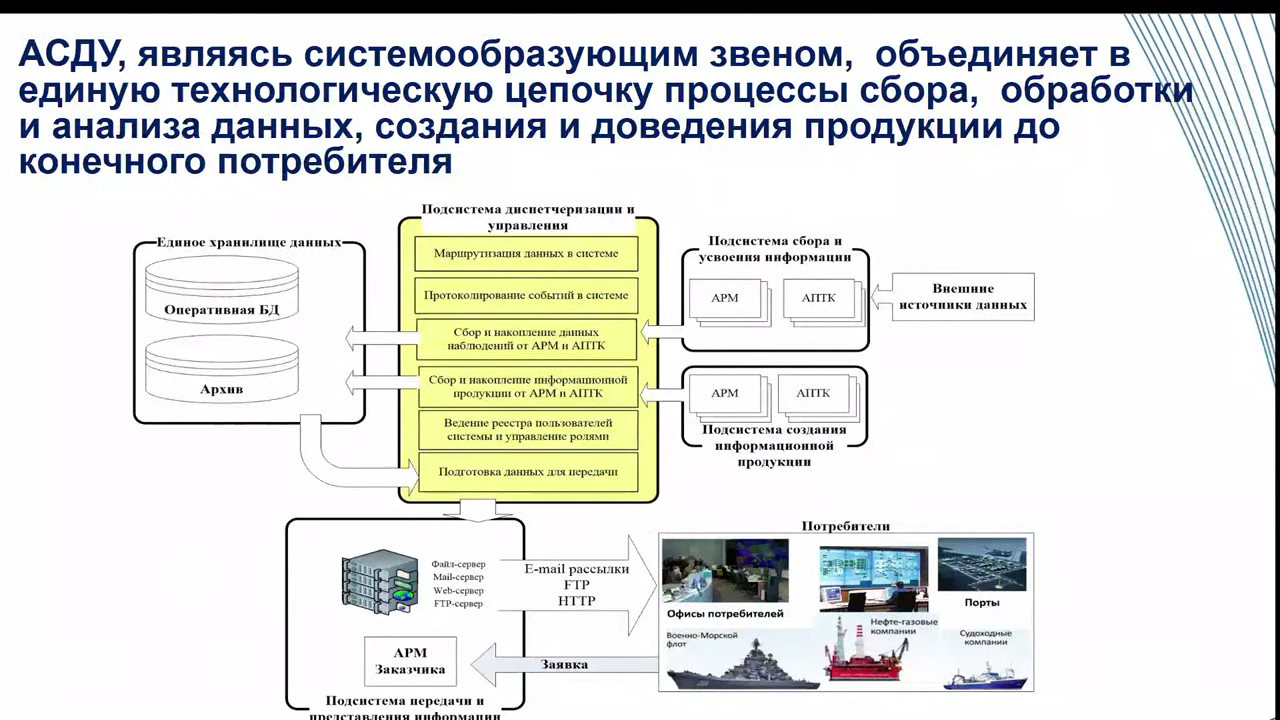 АСДУ, являясь системообразующим звеном, объединяет в
единую технологическую цепочку процессы сбора, обработки
и анализа данных, создания и доведения продукции до
конечного потребителя
Подсистема диспетчеризации и
управления
Единое хранилище данных
Оперативная БД
Архив
Маршрутизация данных в системе
Протоколирование событий в системе
Сбор и накопление данных
наблюдений от АРМ и АПТК
Сбор и накопление информационной
продукции от АРМ и АПТК
Ведение реестра пользователей
системы и управление ролями
Подготовка данных для передачи
Подсистема сбора и
усвоения информации
АРМ
АПТК
Внешние
источники данных
АРМ
АПТК
Подсистема создания
информационной
продукции
Файл-сервер
Mail-сервер
Web-сервер
FTP-сервер
АРМ
Заказчика
Подсистема передачи и
представления информации
E-mail рассылки
FTP
HTTP
Заявка
Потребители
Офисы потребителей
Порты
Военно-Морской
флот
Нефте-газовые
компании
Судоходные
компании